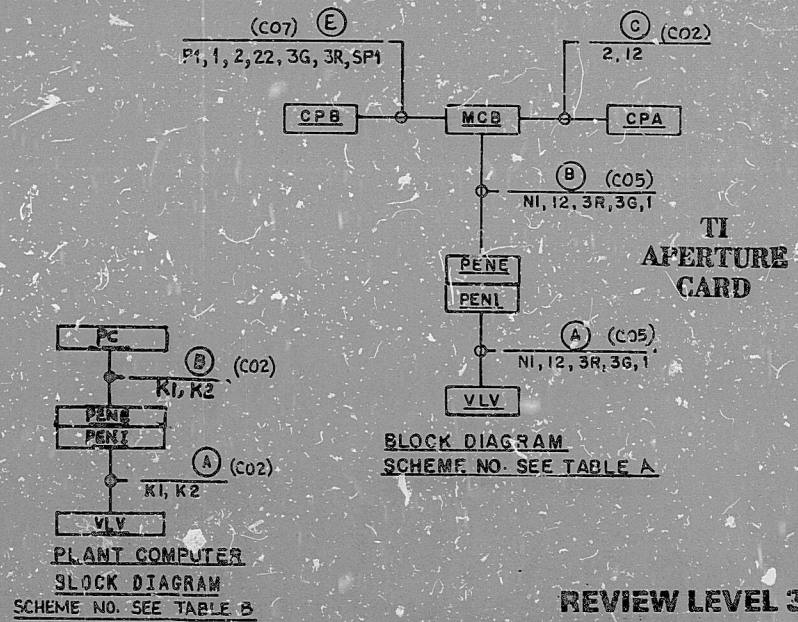 (C07) E
P1, 1, 2, 22, 3G, 3R, SP1
C (C02)
2, 12
CPB
MCB
CPA
B (C05)
N1, 12, 3R, 3G, 1
TI
APERTURE
CARD
PENE
PENI
A (C05)
N1, 12, 3R, 3G, 1
VLV
BLOCK DIAGRAM
SCHEME NO. SEE TABLE A
PC
B (C02)
K1, K2
PENE
PENI
A (C02)
K1, K2
VLV
PLANT COMPUTER
BLOCK DIAGRAM
SCHEME NO. SEE TABLE B
REVIEW LEVEL 3